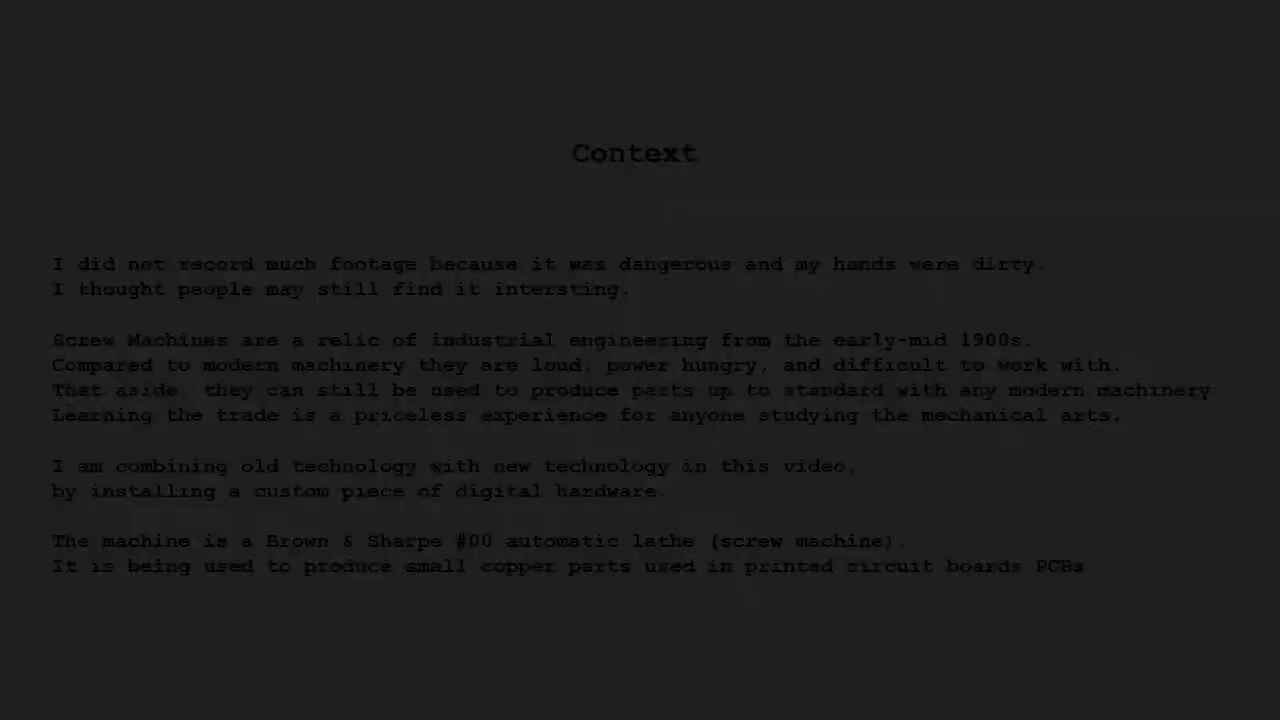 Context
I did not record much footage because it was dangerous and my hands were dirty.
I thought people may still find it intersting.
Screw Machines are a relic of industrial engineering from the early-mid 1900s.
Compared to modern machinery they are loud, power hungry, and difficult to work with.
That aside, they can still be used to produce parts up to standard with any modern machinery
Learning the trade is a priceless experience for anyone studying the mechanical arts.
I am combining old technology with new technology in this video,
by installing a custom piece of digital hardware.
The machine is a Brown & Sharpe #00 automatic lathe (screw machine).
It is being used to produce small copper parts used in printed circuit boards PCBs